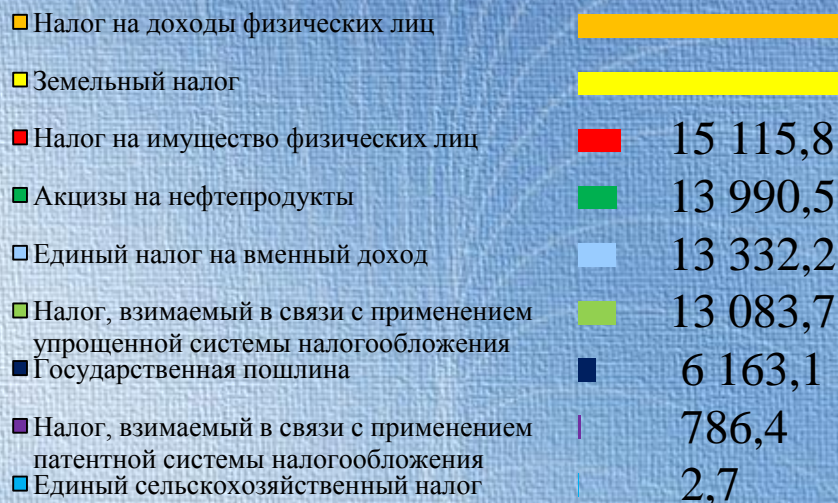 Налог на доходы физических лиц
Земельный налог
Налог на имущество физических лиц 15 115,8
Акцизы на нефтепродукты 13 990,5
Единый налог на вменный доход 13 332,2
Налог, взимаемый в связи с применением 13 083,7
упрощенной системы налогообложения
Государственная пошлина 6 163,1
Налог, взимаемый в связи с применением 786,4
патентной системы налогообложения
Единый сельскохозяйственный налог 2,7